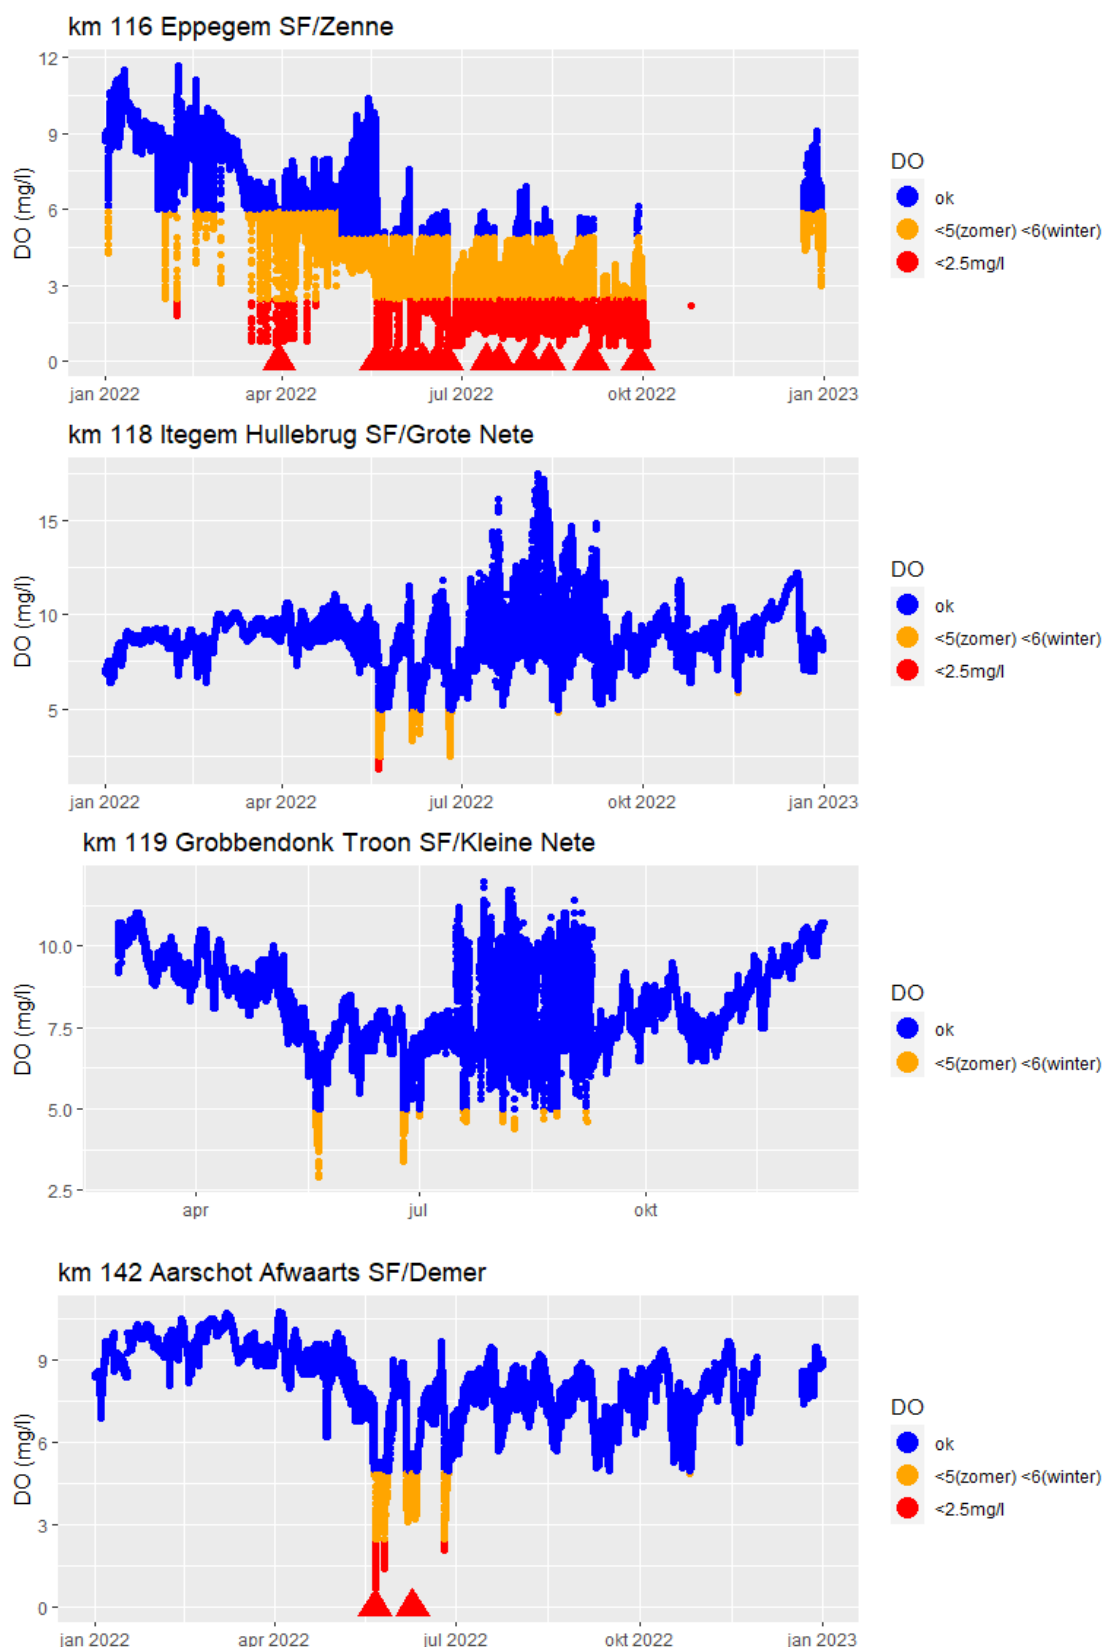 km 116 Eppegem SF/Zenne
DO (mg/l)
12
9
6
3
0
jan 2022
apr 2022
jul 2022
okt 2022
jan 2023
DO
ok
<5(zomer) <6(winter)
<2.5mg/l
km 118 Itegem Hullebrug SF/Grote Nete
DO (mg/l)
15
10
5
jan 2022
apr 2022
jul 2022
okt 2022
jan 2023
DO
ok
<5(zomer) <6(winter)
<2.5mg/l
km 119 Grobbendonk Troon SF/Kleine Nete
DO (mg/l)
10.0
7.5
5.0
2.5
apr
jul
okt
DO
ok
<5(zomer) <6(winter)
km 142 Aarschot Afwaarts SF/Demer
DO (mg/l)
9
6
3
0
jan 2022
apr 2022
jul 2022
okt 2022
jan 2023
DO
ok
<5(zomer) <6(winter)
<2.5mg/l